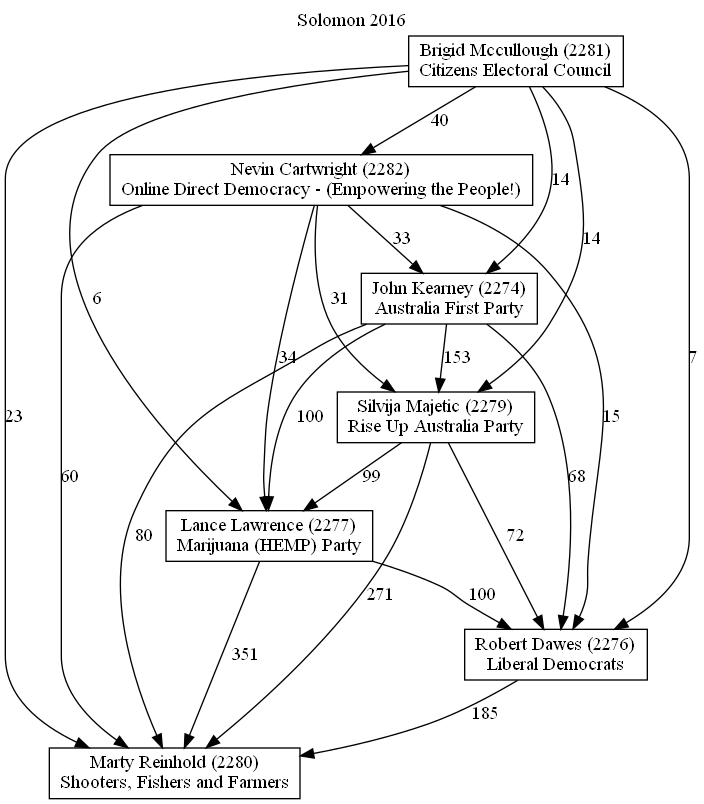 Solomon 2016
Brigid Mccullough (2281)
Citizens Electoral Council
40
Nevin Cartwright (2282)
Online Direct Democracy - (Empowering the People!)
14
33
14
John Kearney (2274)
Australia First Party
6
31
34
153
7
Silvija Majetic (2279)
Rise Up Australia Party
23
100
15
60
99
68
Lance Lawrence (2277)
Marijuana (HEMP) Party
80
72
271
100
351
Robert Dawes (2276)
Liberal Democrats
185
Marty Reinhold (2280)
Shooters, Fishers and Farmers